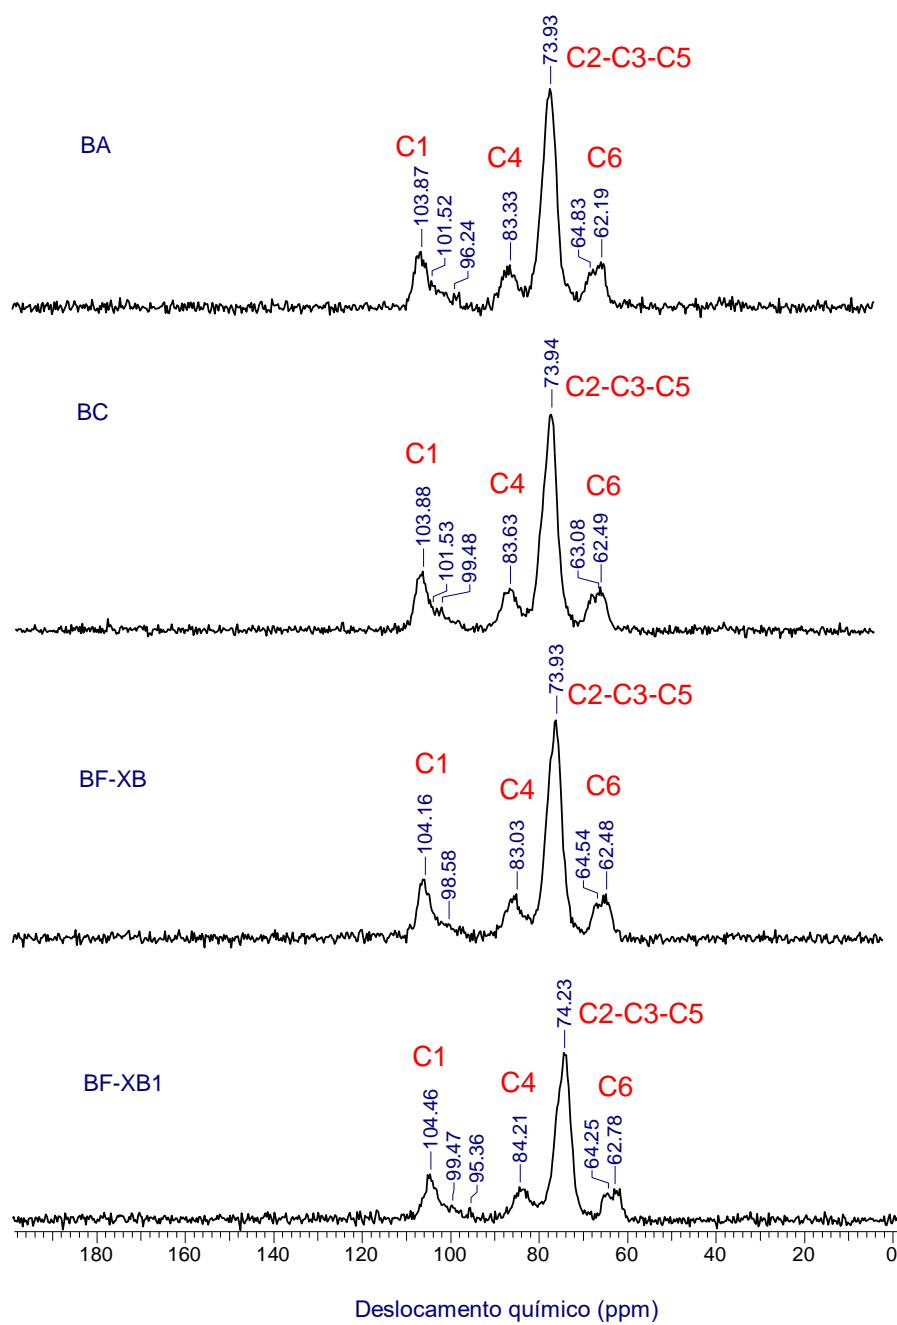 BA
C1
C4
C2-C3-C5
C6
103.87
101.52
96.24
83.33
73.93
64.83
62.19
BC
C1
C4
C2-C3-C5
C6
103.88
101.53
99.48
83.63
73.94
63.08
62.49
BF-XB
C1
C4
C2-C3-C5
C6
104.16
98.58
83.03
73.93
64.54
62.48
BF-XB1
C1
C4
C2-C3-C5
C6
104.46
99.47
95.36
84.21
74.23
64.25
62.78
180 160 140 120 100 80 60 40 20 0
Deslocamento químico (ppm)